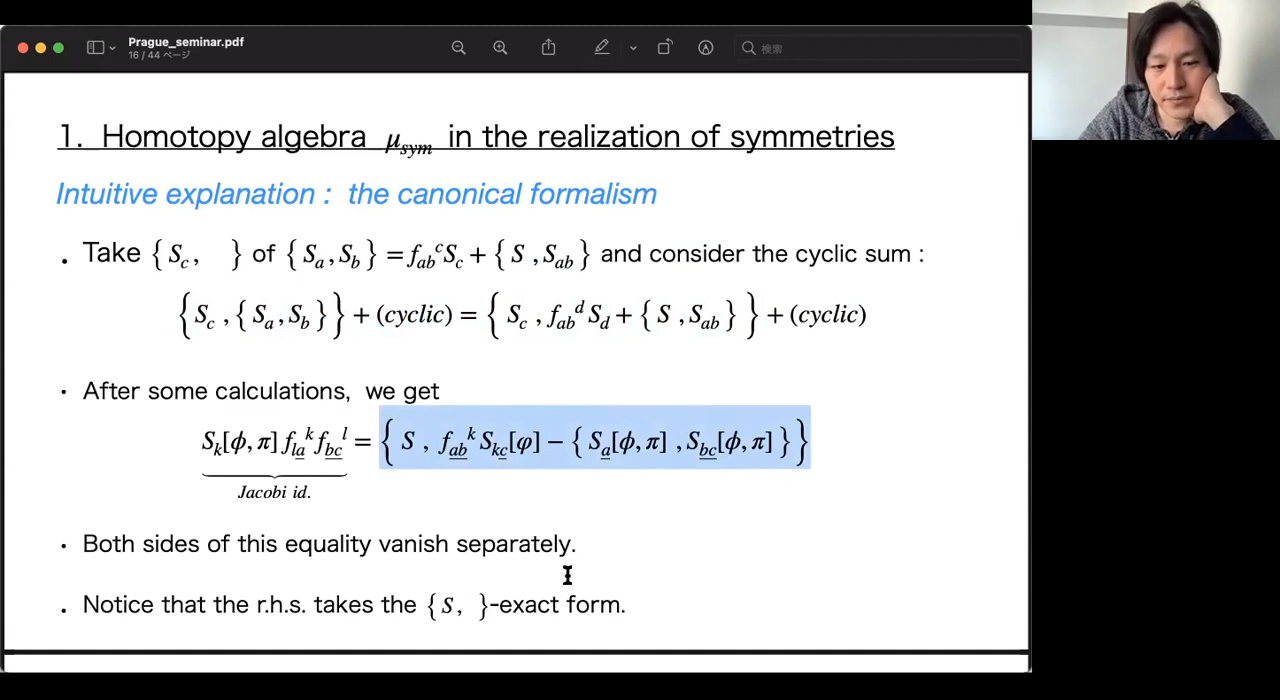 Prague_seminar.pdf
16 / 44 ページ
検索
1. Homotopy algebra μ_sym in the realization of symmetries
Intuitive explanation : the canonical formalism
. Take { S_c , } of { S_a , S_b } = f_ab^c S_c + { S , S_ab } and consider the cyclic sum :
{ S_c , { S_a , S_b } } + (cyclic) = { S_c , f_ab^d S_d + { S , S_ab } } + (cyclic)
· After some calculations, we get
S_k[ϕ, π] f_la^k f_bc^l = { S , f_ab^k S_kc[φ] − { S_a[ϕ, π] , S_bc[ϕ, π] } }
Jacobi id.
· Both sides of this equality vanish separately.
. Notice that the r.h.s. takes the { S, }-exact form.